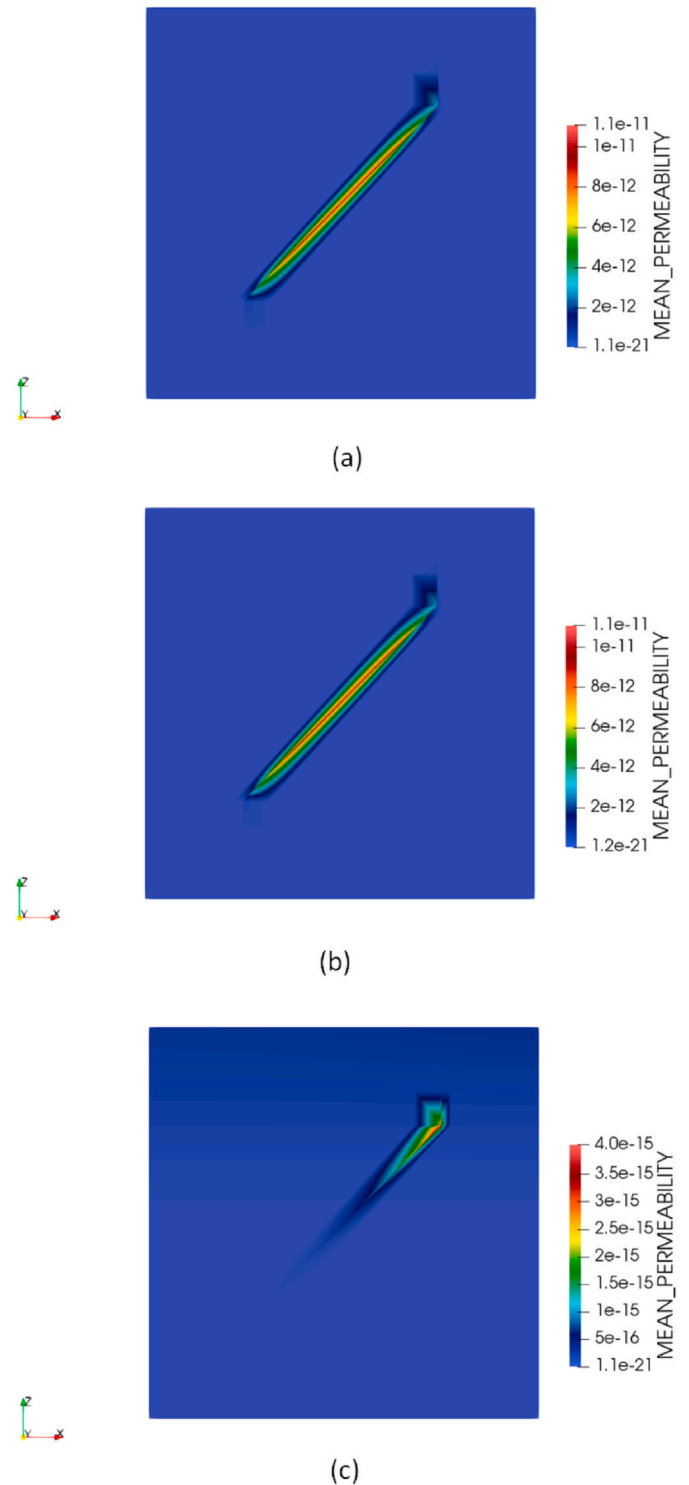 1.1e-11
1e-11
8e-12
6e-12
4e-12
2e-12
1.1e-21
MEAN_PERMEABILITY
Z
Y
X
(a)
1.1e-11
1e-11
8e-12
6e-12
4e-12
2e-12
1.2e-21
MEAN_PERMEABILITY
Z
Y
X
(b)
4.0e-15
3.5e-15
3e-15
2.5e-15
2e-15
1.5e-15
1e-15
5e-16
1.1e-21
MEAN_PERMEABILITY
Z
Y
X
(c)